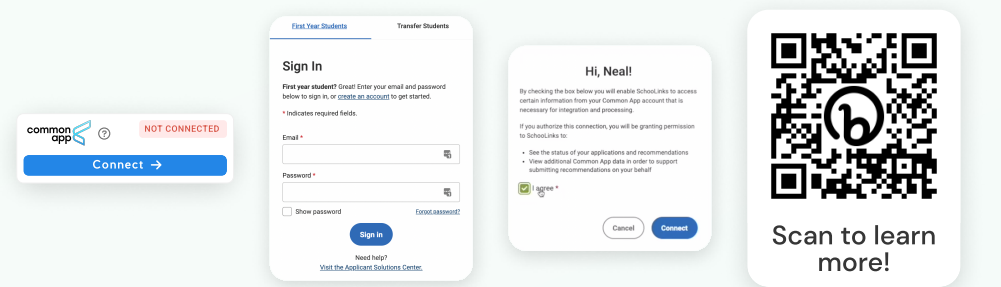 common
app
?
NOT CONNECTED
Connect →
First Year Students
Transfer Students
Sign In
First year student? Great! Enter your email and password
below to sign in, or create an account to get started.
* Indicates required fields.
Email *
Password *
Show password
Forgot password?
Sign in
Need help?
Visit the Applicant Solutions Center.
Hi, Neal!
By checking the box below you will enable SchooLinks to access
certain information from your Common App account that is
necessary for integration and processing.
If you authorize this connection, you will be granting permission
to SchooLinks to:
• See the status of your applications and recommendations
• View additional Common App data in order to support
submitting recommendations on your behalf
I agree *
Cancel
Connect
b
Scan to learn
more!